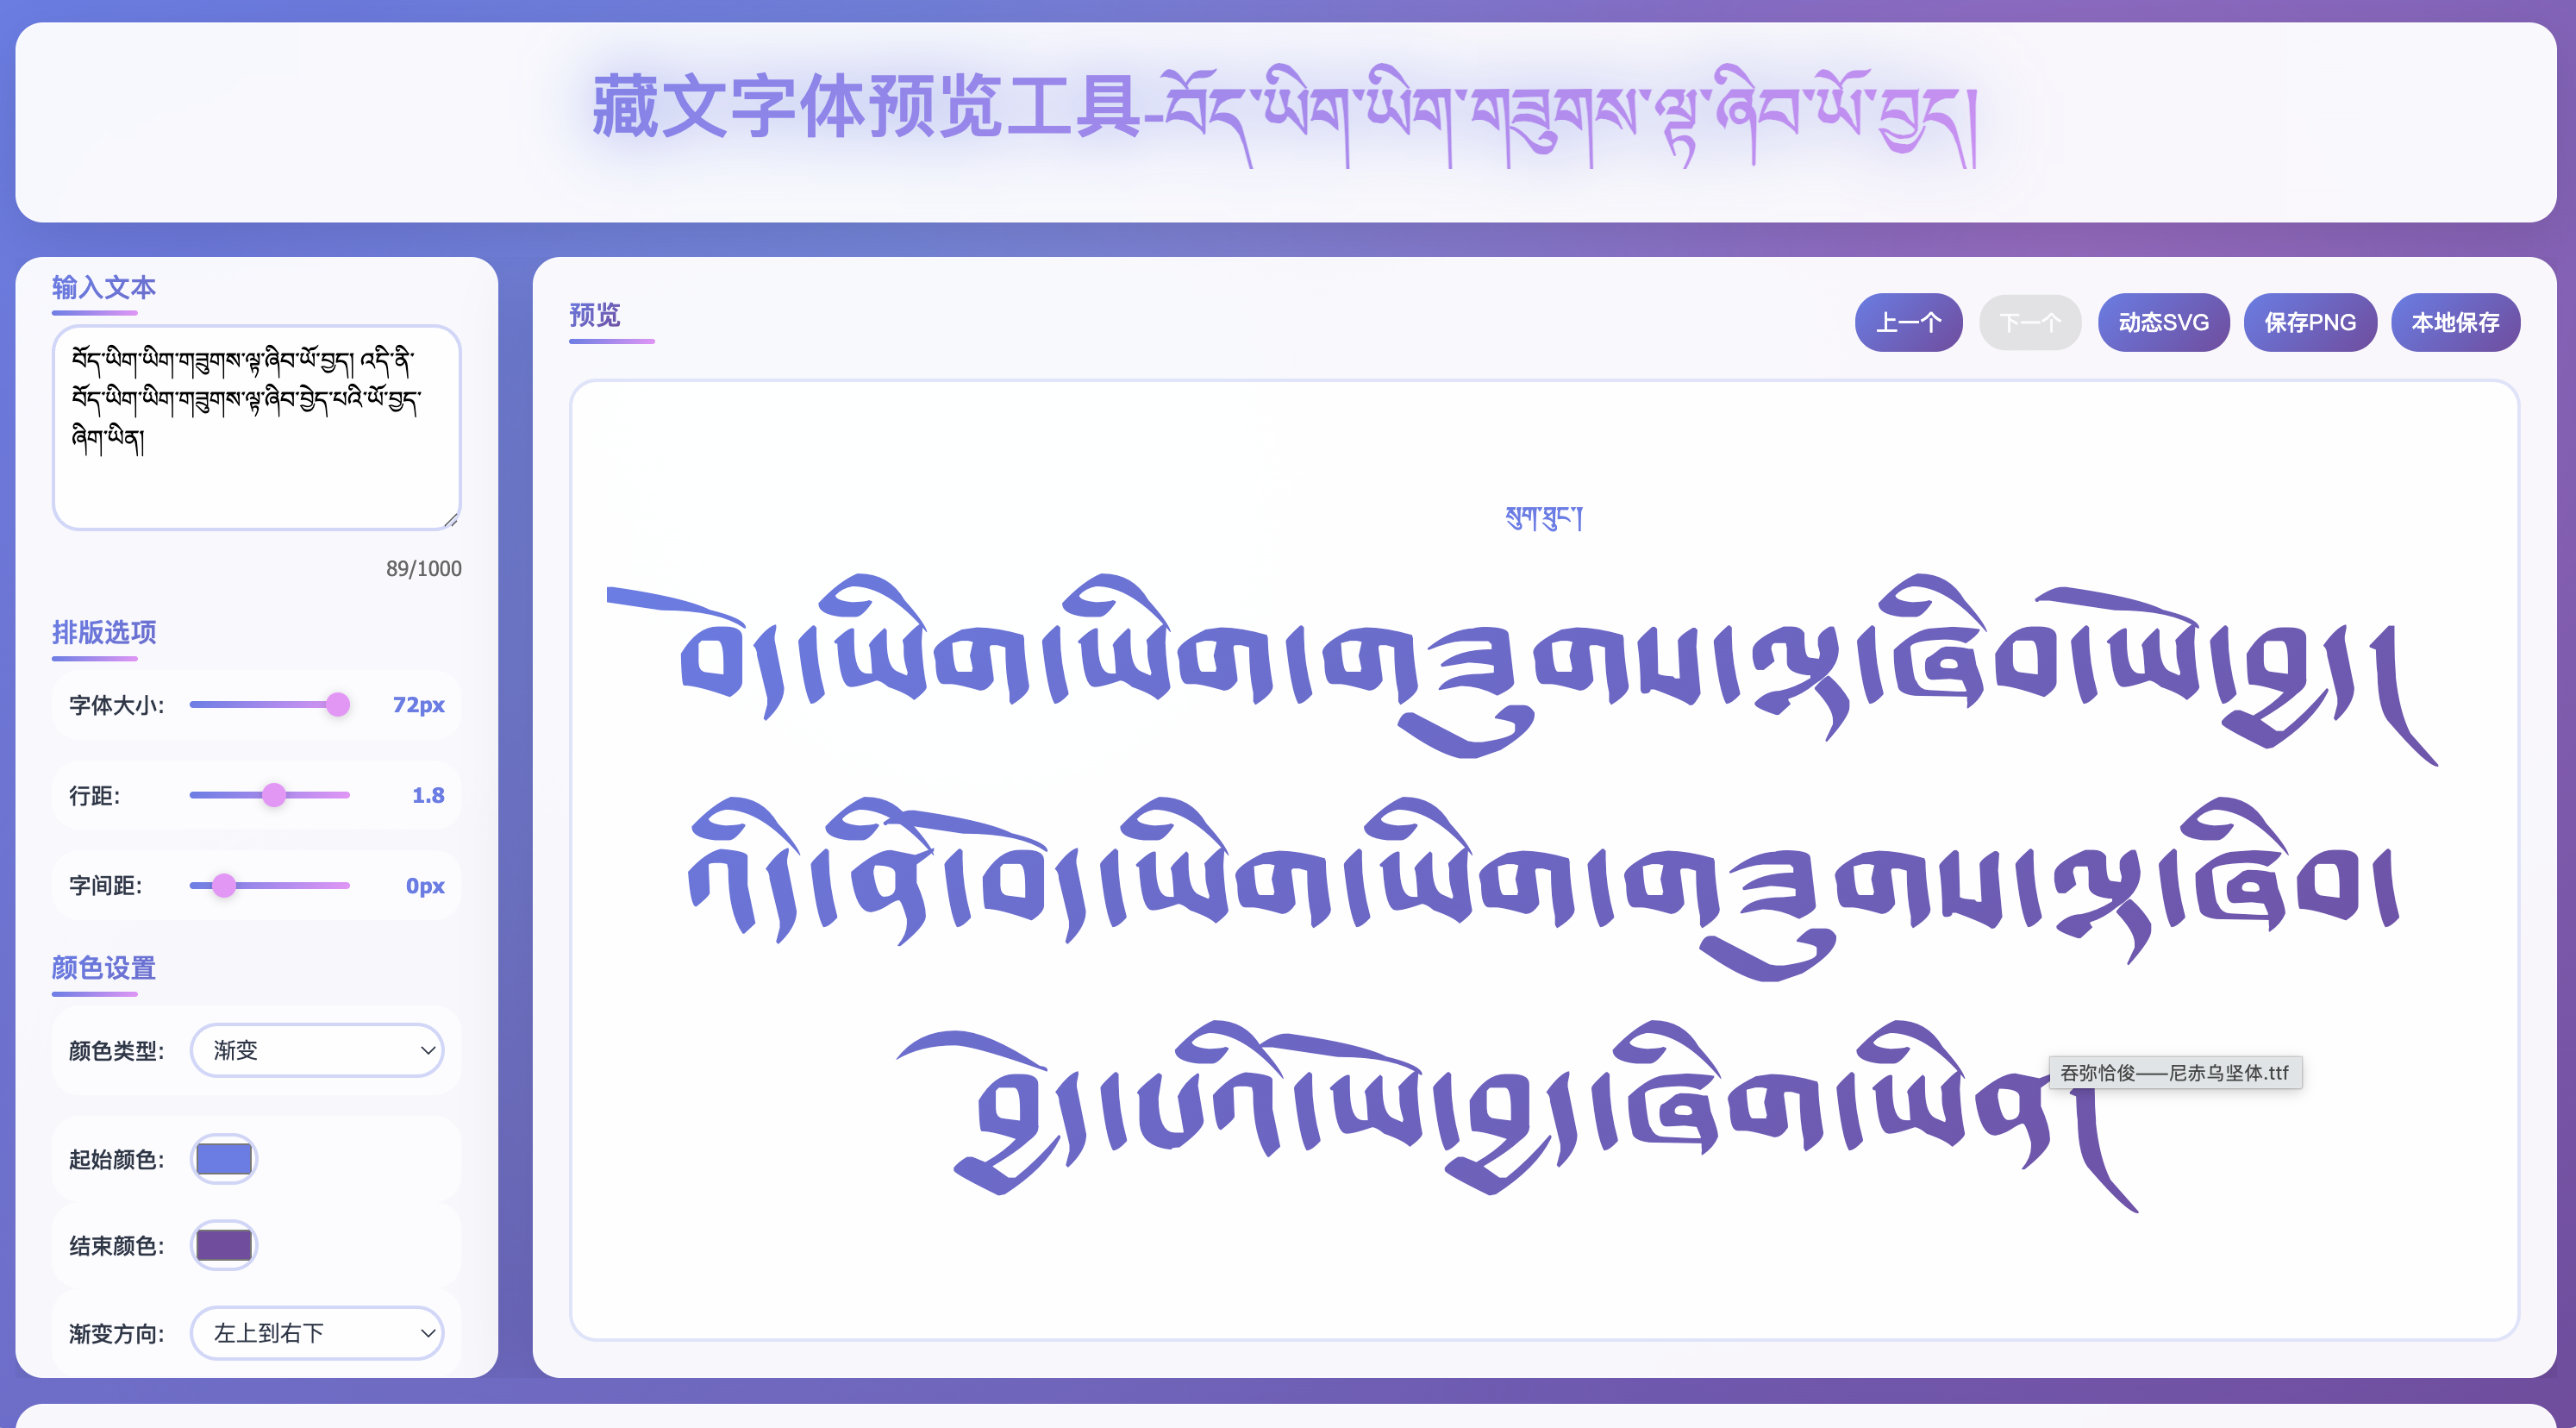 藏文字体预览工具-བོད་ཡིག་ཡིག་གཟུགས་ལྟ་ཞིབ་ཡོ་བྱད།
输入文本
བོད་ཡིག་ཡིག་གཟུགས་ལྟ་ཞིབ་ཡོ་བྱད། འདི་ནི་
བོད་ཡིག་ཡིག་གཟུགས་ལྟ་ཞིབ་བྱེད་པའི་ཡོ་བྱད་
ཞིག་ཡིན།
89/1000
排版选项
字体大小: 72px
行距: 1.8
字间距: 0px
颜色设置
颜色类型: 渐变
起始颜色:
结束颜色:
渐变方向: 左上到右下
预览
上一个 下一个 动态SVG 保存PNG 本地保存
སུག་ཐུང་།
བོད་ཡིག་ཡིག་གཟུགས་ལྟ་ཞིབ་ཡོ་བྱད།
འདི་ནི་བོད་ཡིག་ཡིག་གཟུགས་ལྟ་ཞིབ་
བྱེད་པའི་ཡོ་བྱད་ཞིག་ཡིན།
吞弥恰俊——尼赤乌坚体.ttf